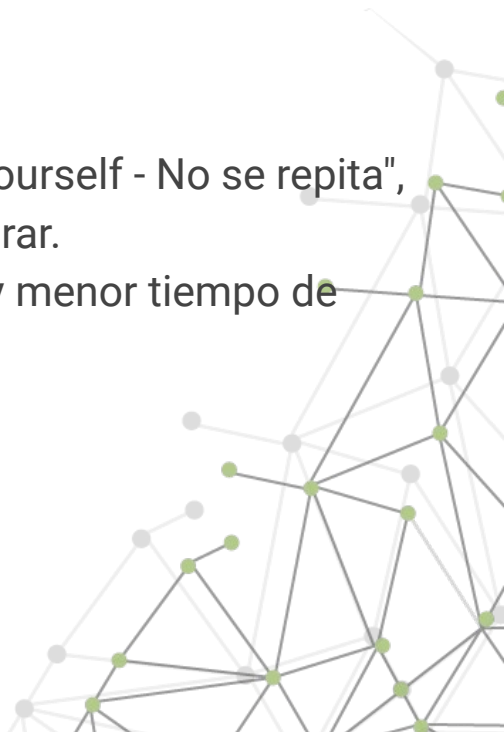 ourself - No se repita",
rar.
y menor tiempo de